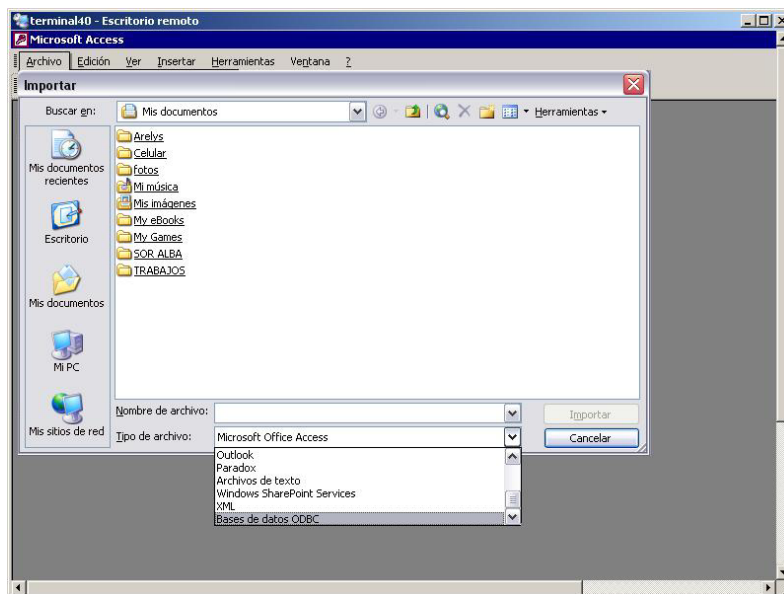 terminal40 - Escritorio remoto
Microsoft Access
Archivo Edición Ver Insertar Herramientas Ventana ?
Importar
Buscar en: Mis documentos Herramientas
Mis documentos recientes
Escritorio
Mis documentos
Mi PC
Mis sitios de red
Arelys
Celular
fotos
Mi música
Mis imágenes
My eBooks
My Games
SOR ALBA
TRABAJOS
Nombre de archivo: Importar
Tipo de archivo: Microsoft Office Access Cancelar
Outlook
Paradox
Archivos de texto
Windows SharePoint Services
XML
Bases de datos ODBC